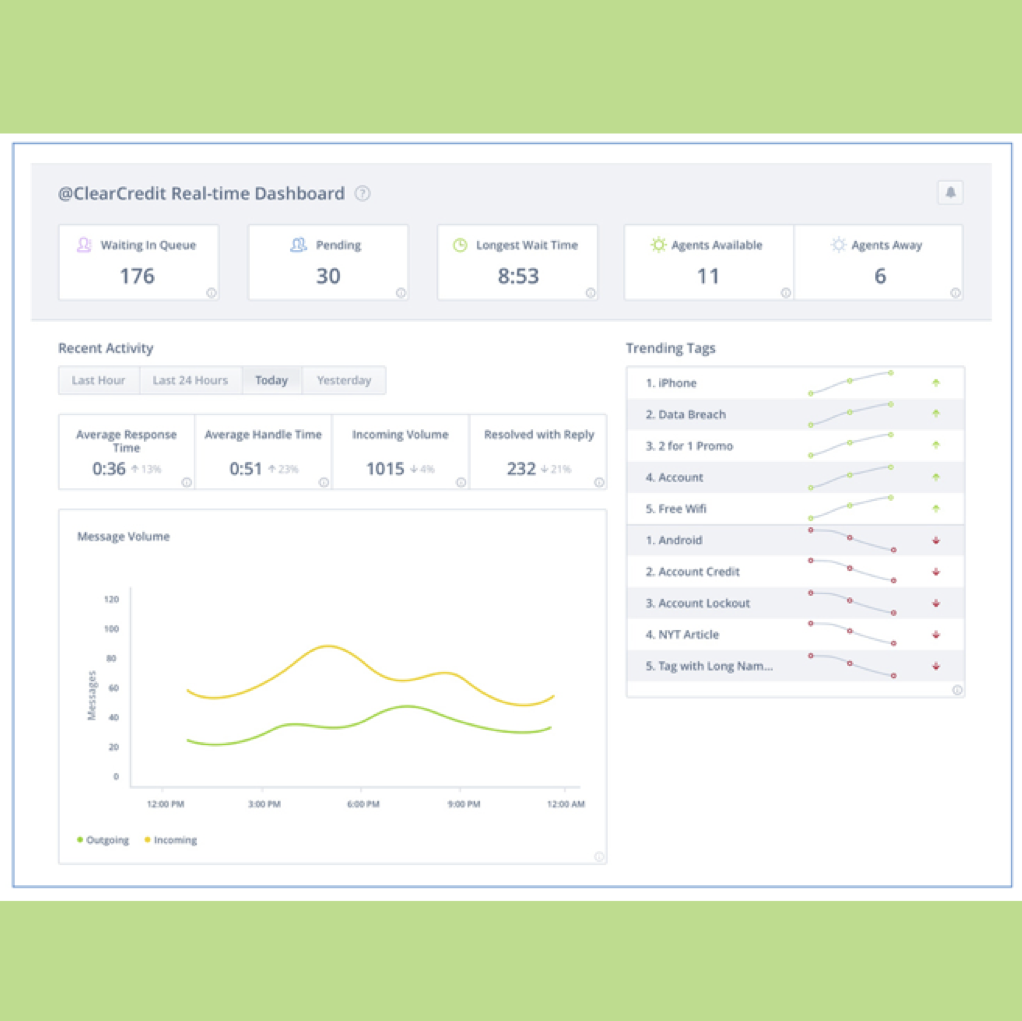 @ClearCredit Real-time Dashboard ?
Waiting In Queue
176
Pending
30
Longest Wait Time
8:53
Agents Available
11
Agents Away
6
Recent Activity
Last Hour
Last 24 Hours
Today
Yesterday
Average Response
Time
0:36 ↑ 13%
Average Handle Time
0:51 ↑ 23%
Incoming Volume
1015 ↓ 4%
Resolved with Reply
232 ↓ 21%
Message Volume
Messages
120
100
80
60
40
20
0
12:00 PM
3:00 PM
6:00 PM
9:00 PM
12:00 AM
Outgoing
Incoming
Trending Tags
1. iPhone
2. Data Breach
3. 2 for 1 Promo
4. Account
5. Free Wifi
1. Android
2. Account Credit
3. Account Lockout
4. NYT Article
5. Tag with Long Nam...